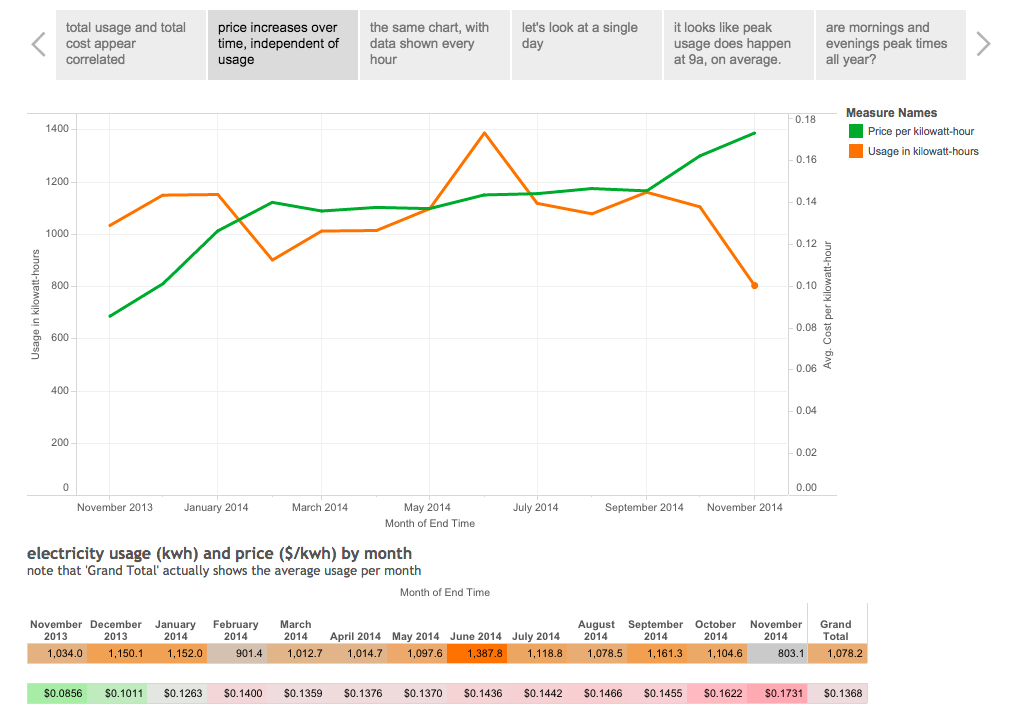 total usage and total
cost appear
correlated
price increases over
time, independent of
usage
the same chart, with
data shown every
hour
let's look at a single
day
it looks like peak
usage does happen
at 9a, on average.
are mornings and
evenings peak times
all year?
Measure Names
Price per kilowatt-hour
Usage in kilowatt-hours
Usage in kilowatt-hours
1400
1200
1000
800
600
400
200
0
0.18
0.16
0.14
0.12
0.10
0.08
0.06
0.04
0.02
0.00
Avg. Cost per kilowatt-hour
November 2013 January 2014 March 2014 May 2014 July 2014 September 2014 November 2014
Month of End Time
electricity usage (kwh) and price ($/kwh) by month
note that 'Grand Total' actually shows the average usage per month
Month of End Time
November December January February March August September October November Grand
2013 2013 2014 2014 2014 April 2014 May 2014 June 2014 July 2014 2014 2014 2014 2014 Total
1,034.0 1,150.1 1,152.0 901.4 1,012.7 1,014.7 1,097.6 1,387.8 1,118.8 1,078.5 1,161.3 1,104.6 803.1 1,078.2
$0.0856 $0.1011 $0.1263 $0.1400 $0.1359 $0.1376 $0.1370 $0.1436 $0.1442 $0.1466 $0.1455 $0.1622 $0.1731 $0.1368